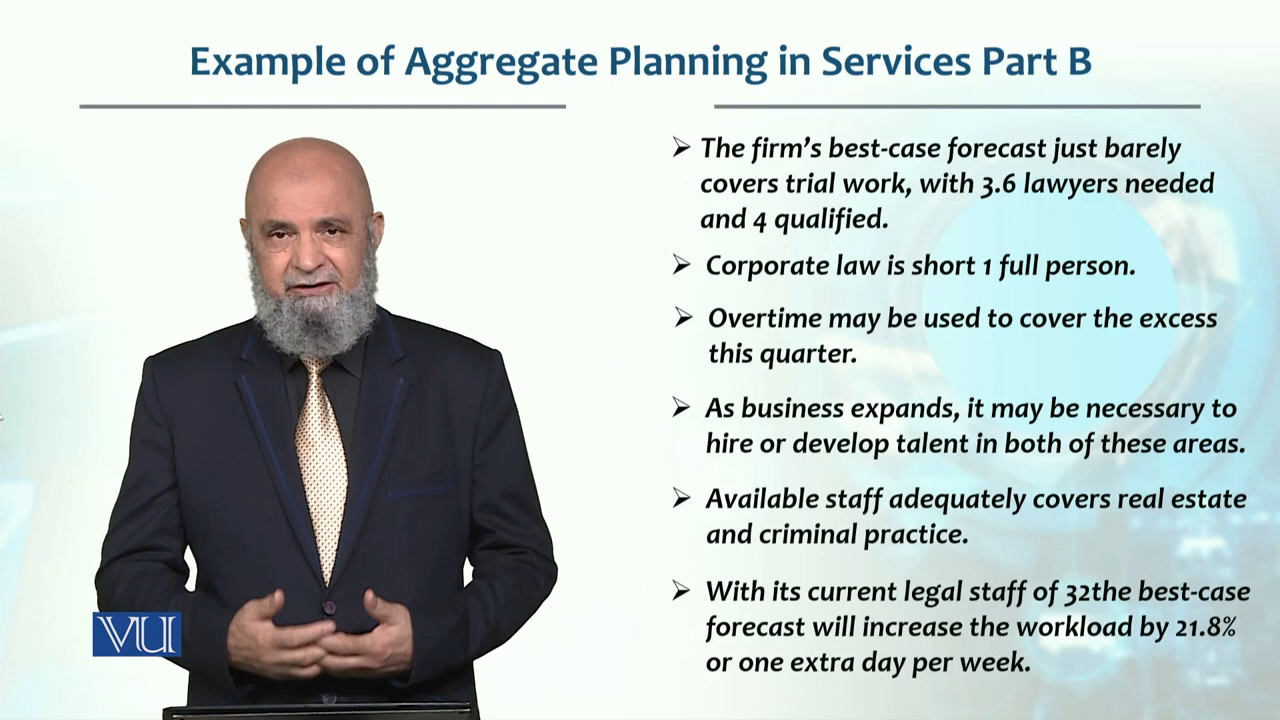 Example of Aggregate Planning in Services Part B
➢ The firm's best-case forecast just barely
covers trial work, with 3.6 lawyers needed
and 4 qualified.
➢ Corporate law is short 1 full person.
➢ Overtime may be used to cover the excess
this quarter.
➢ As business expands, it may be necessary to
hire or develop talent in both of these areas.
➢ Available staff adequately covers real estate
and criminal practice.
➢ With its current legal staff of 32the best-case
forecast will increase the workload by 21.8%
or one extra day per week.
VU